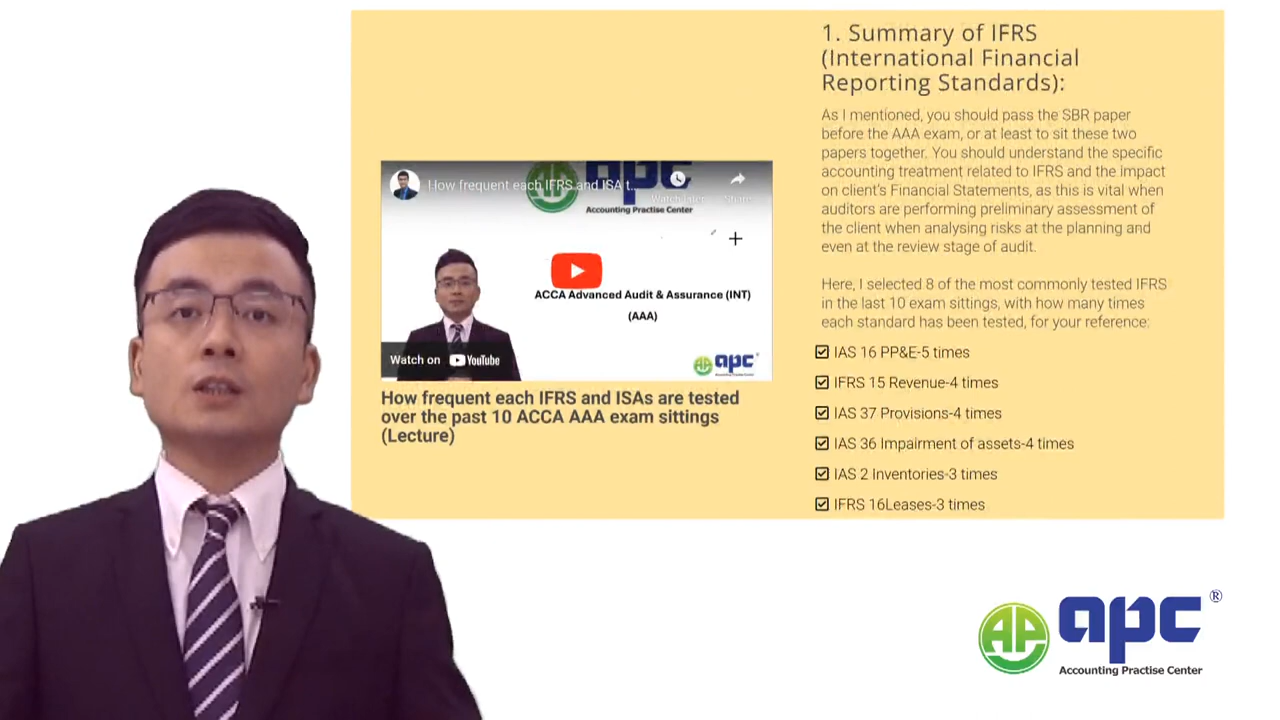 How frequent each IFRS and ISA t...
apc
Watch later
Share
Accounting Practise Center
ACCA Advanced Audit & Assurance (INT)
(AAA)
Watch on YouTube
apc
How frequent each IFRS and ISAs are tested
over the past 10 ACCA AAA exam sittings
(Lecture)
1. Summary of IFRS
(International Financial
Reporting Standards):
As I mentioned, you should pass the SBR paper
before the AAA exam, or at least to sit these two
papers together. You should understand the specific
accounting treatment related to IFRS and the impact
on client's Financial Statements, as this is vital when
auditors are performing preliminary assessment of
the client when analysing risks at the planning and
even at the review stage of audit.
Here, I selected 8 of the most commonly tested IFRS
in the last 10 exam sittings, with how many times
each standard has been tested, for your reference:
IAS 16 PP&E-5 times
IFRS 15 Revenue-4 times
IAS 37 Provisions-4 times
IAS 36 Impairment of assets-4 times
IAS 2 Inventories-3 times
IFRS 16Leases-3 times
AP apc ®
Accounting Practise Center